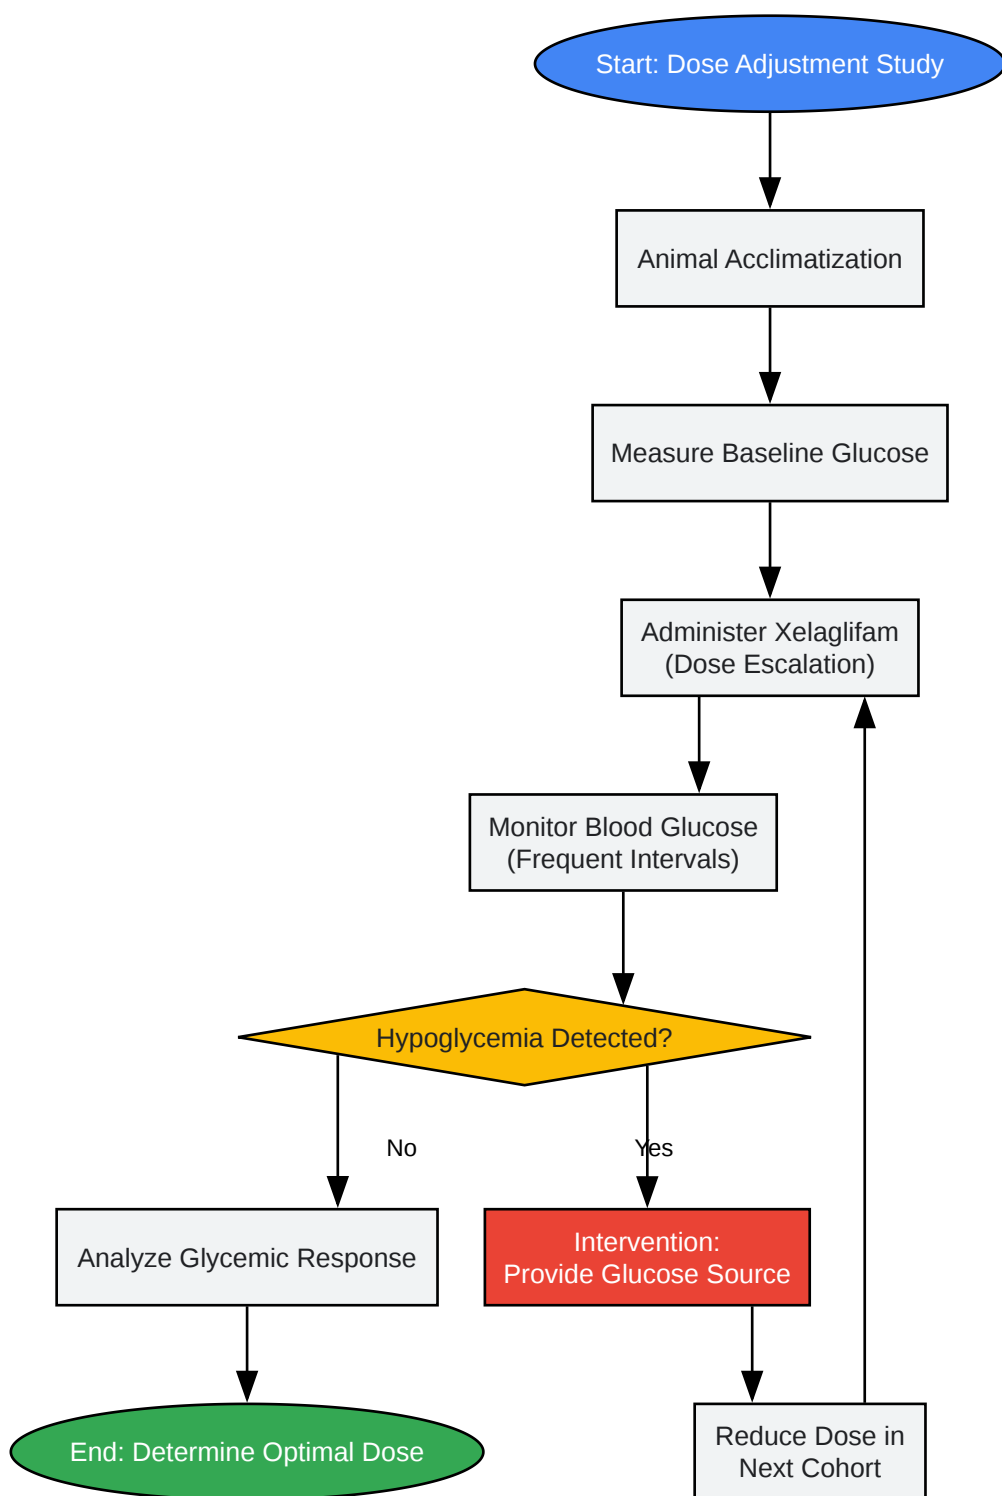 Start: Dose Adjustment Study
Animal Acclimatization
Measure Baseline Glucose
Administer Xelaglifam
(Dose Escalation)
Monitor Blood Glucose
(Frequent Intervals)
Hypoglycemia Detected?
No
Yes
Analyze Glycemic Response
Intervention:
Provide Glucose Source
End: Determine Optimal Dose
Reduce Dose in
Next Cohort